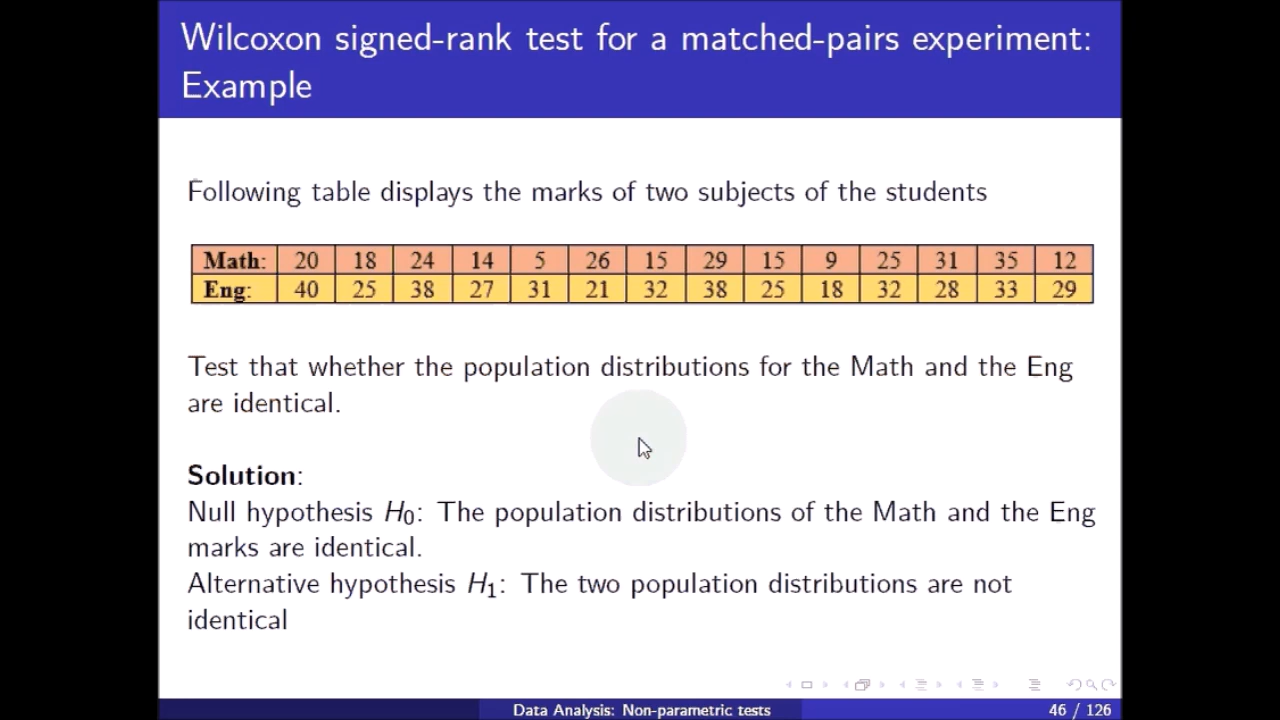 Wilcoxon signed-rank test for a matched-pairs experiment:
Example
Following table displays the marks of two subjects of the students
Math: 20 18 24 14 5 26 15 29 15 9 25 31 35 12
Eng: 40 25 38 27 31 21 32 38 25 18 32 28 33 29
Test that whether the population distributions for the Math and the Eng
are identical.
Solution:
Null hypothesis H₀: The population distributions of the Math and the Eng
marks are identical.
Alternative hypothesis H₁: The two population distributions are not
identical
Data Analysis: Non-parametric tests 46 / 126